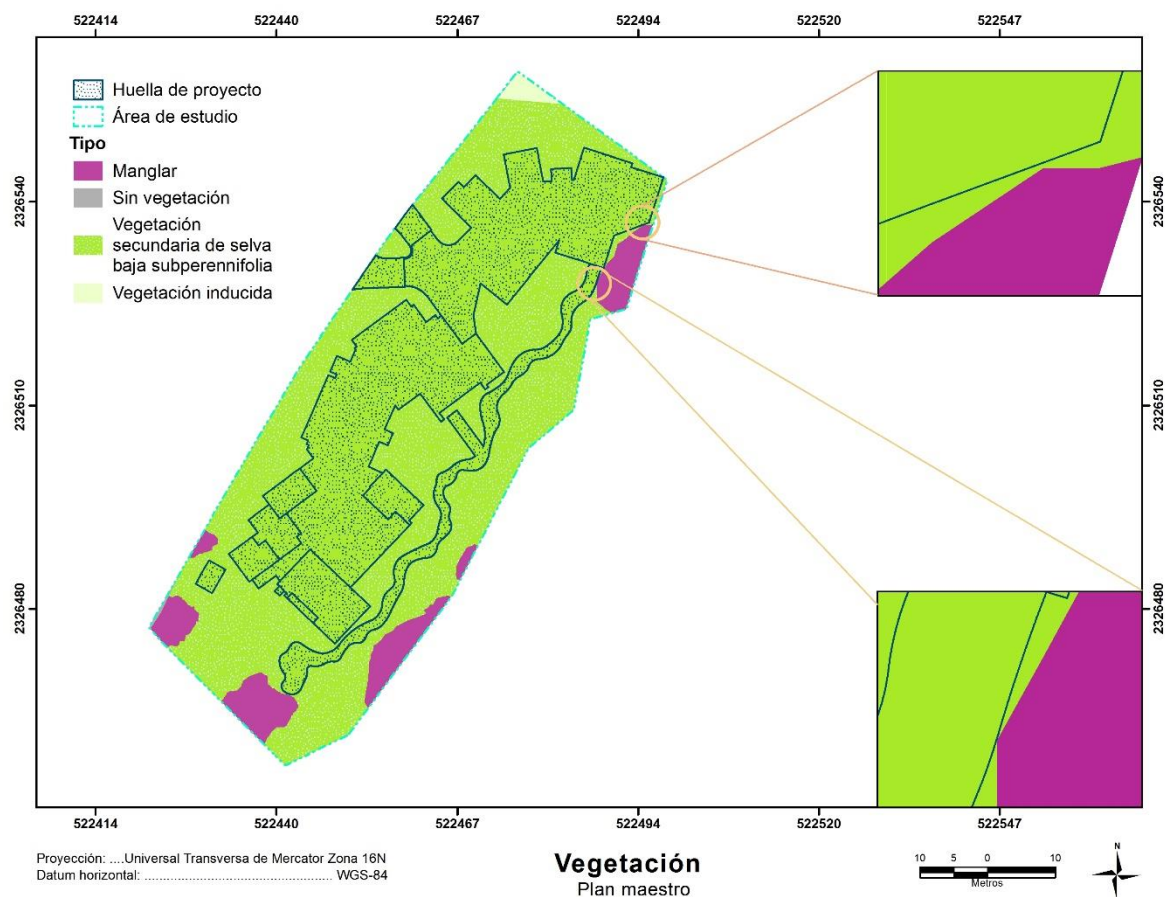 522414 522440 522467 522494 522520 522547
Huella de proyecto
Área de estudio
Tipo
Manglar
Sin vegetación
Vegetación
secundaria de selva
baja subperennifolia
Vegetación inducida
2326540
2326510
2326480
2326540
2326510
2326480
522414 522440 522467 522494 522520 522547
Proyección: ....Universal Transversa de Mercator Zona 16N
Datum horizontal: ................................................ WGS-84
Vegetación
Plan maestro
10 5 0 10
Metros
N